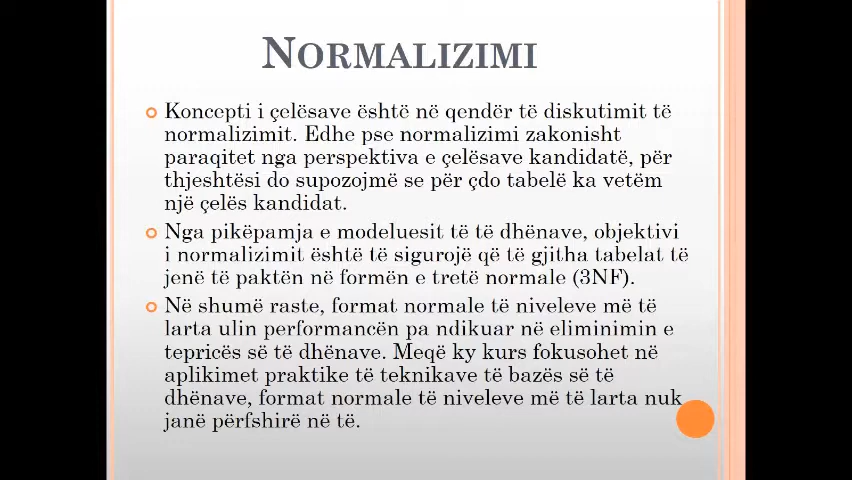 NORMALIZIMI
Koncepti i çelësave është në qendër të diskutimit të
normalizimit. Edhe pse normalizimi zakonisht
paraqitet nga perspektiva e çelësave kandidatë, për
thjeshtësi do supozojmë se për çdo tabelë ka vetëm
një çelës kandidat.
Nga pikëpamja e modeluesit të të dhënave, objektivi
i normalizimit është të sigurojë që të gjitha tabelat të
jenë të paktën në formën e tretë normale (3NF).
Në shumë raste, format normale të niveleve më të
larta ulin performancën pa ndikuar në eliminimin e
tepricës së të dhënave. Meqë ky kurs fokusohet në
aplikimet praktike të teknikave të bazës së të
dhënave, format normale të niveleve më të larta nuk
janë përfshirë në të.